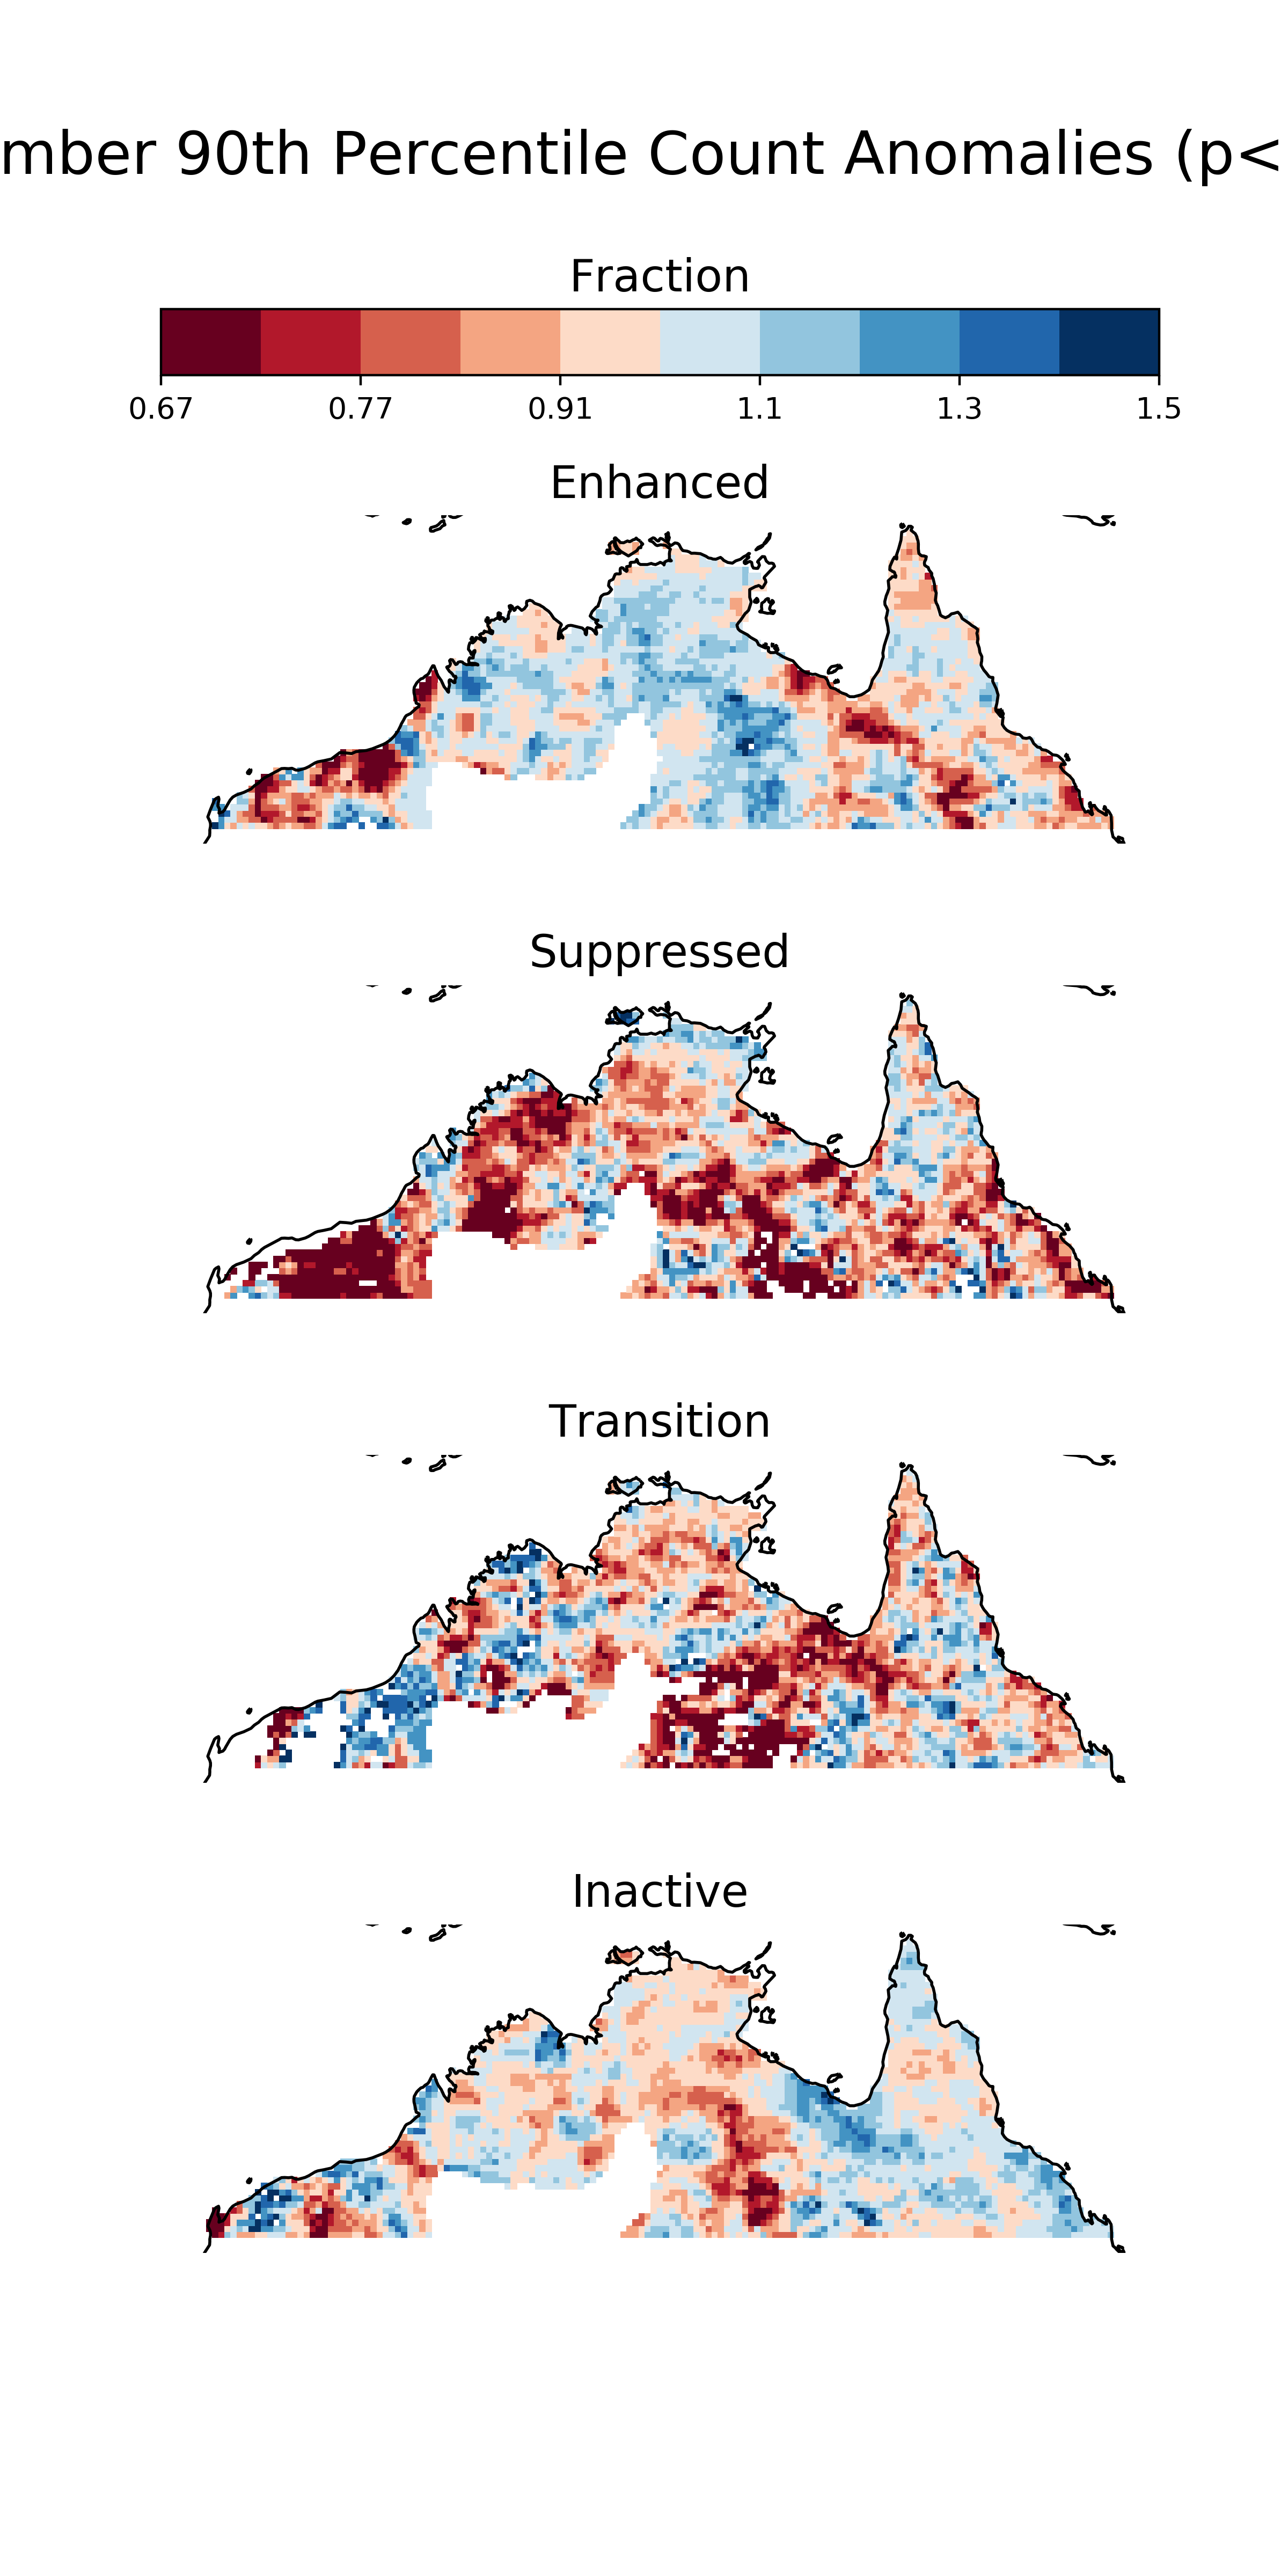 mber 90th Percentile Count Anomalies (p<
Fraction
0.67 0.77 0.91 1.1 1.3 1.5
Enhanced
Suppressed
Transition
Inactive